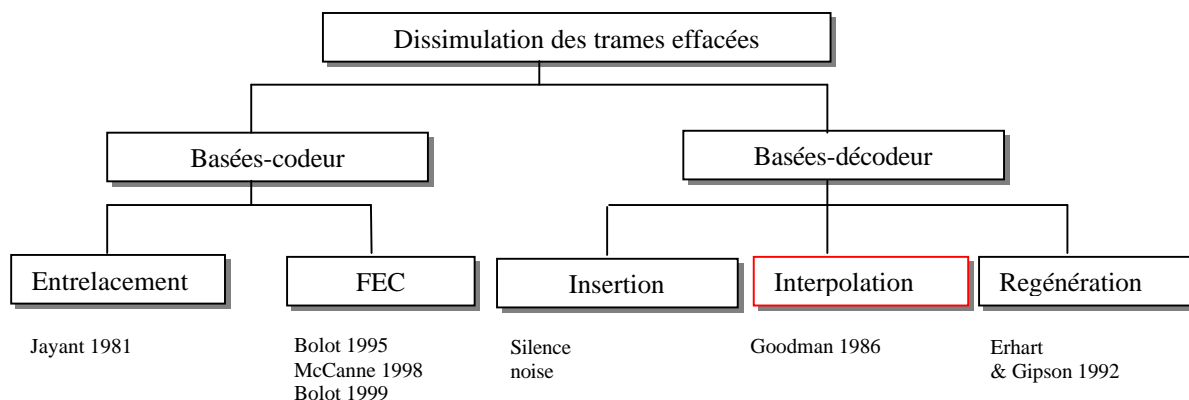 Dissimulation des trames effacées
Basées-codeur
Basées-décodeur
Entrelacement
FEC
Insertion
Interpolation
Regénération
Jayant 1981
Bolot 1995
McCanne 1998
Bolot 1999
Silence
noise
Goodman 1986
Erhart
& Gipson 1992